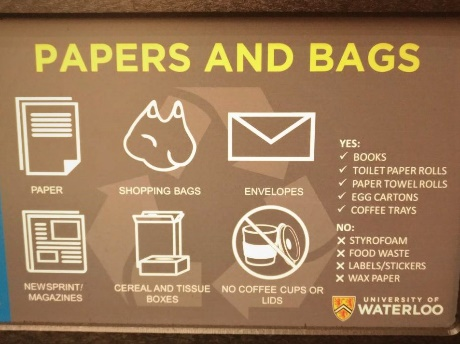 PAPERS AND BAGS
PAPER
SHOPPING BAGS
ENVELOPES
NEWSPRINT/
MAGAZINES
CEREAL AND TISSUE
BOXES
NO COFFEE CUPS OR
LIDS
YES:
✓ BOOKS
✓ TOILET PAPER ROLLS
✓ PAPER TOWEL ROLLS
✓ EGG CARTONS
✓ COFFEE TRAYS
NO:
✗ STYROFOAM
✗ FOOD WASTE
✗ LABELS/STICKERS
✗ WAX PAPER
UNIVERSITY OF
WATERLOO